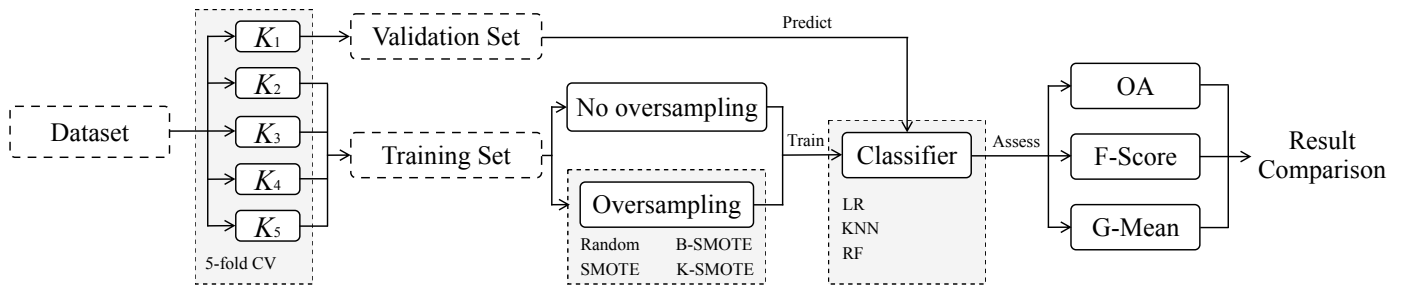 Dataset
K1
K2
K3
K4
K5
5-fold CV
Validation Set
Training Set
Predict
No oversampling
Oversampling
Random B-SMOTE
SMOTE K-SMOTE
Train
Classifier
LR
KNN
RF
Assess
OA
F-Score
G-Mean
Result
Comparison